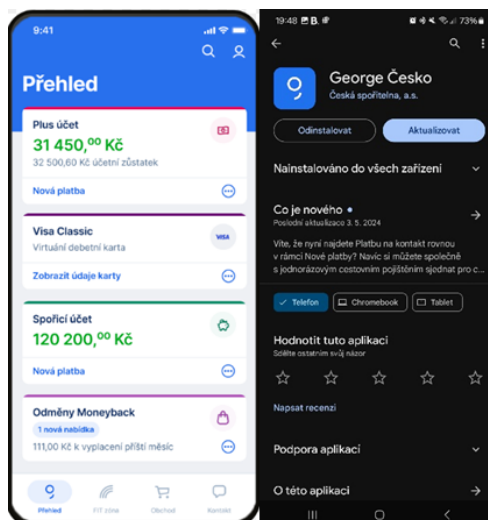 9:41
Přehled
Plus účet
31 450,00 Kč
32 500,60 Kč účetní zůstatek
Nová platba
Visa Classic
Virtuání debetní karta
VISA
Zobrazit údaje karty
Spořicí účet
120 200,00 Kč
Nová platba
Odměny Moneyback
1 nová nabídka
111,00 Kč k vyplacení příští měsíc
Přehled
FIT zóna
Obchod
Kontakt
19:48 B.
73%
George Česko
Česká spořitelna, a.s.
Odinstalovat
Aktualizovat
Nainstalováno do všech zařízení
Co je nového •
Poslední aktualizace 3. 5. 2024
Víte, že nyní najdete Platbu na kontakt rovnou
v rámci Nové platby? Navíc si můžete společně
s jednorázovým cestovním pojištěním sjednat pro c...
Telefon
Chromebook
Tablet
Hodnotit tuto aplikaci
Sdělte ostatním svůj názor
Napsat recenzi
Podpora aplikací
O této aplikaci